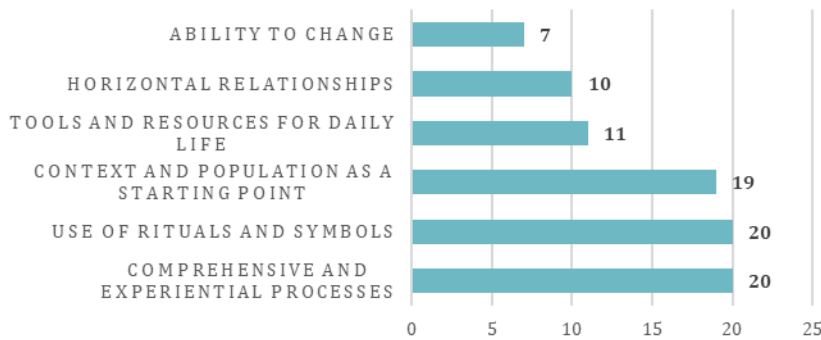 ABILITY TO CHANGE
7
HORIZONTAL RELATIONSHIPS
10
TOOLS AND RESOURCES FOR DAILY
LIFE
11
CONTEXT AND POPULATION AS A
STARTING POINT
19
USE OF RITUALS AND SYMBOLS
20
COMPREHENSIVE AND
EXPERIENTIAL PROCESSES
20
0 5 10 15 20 25